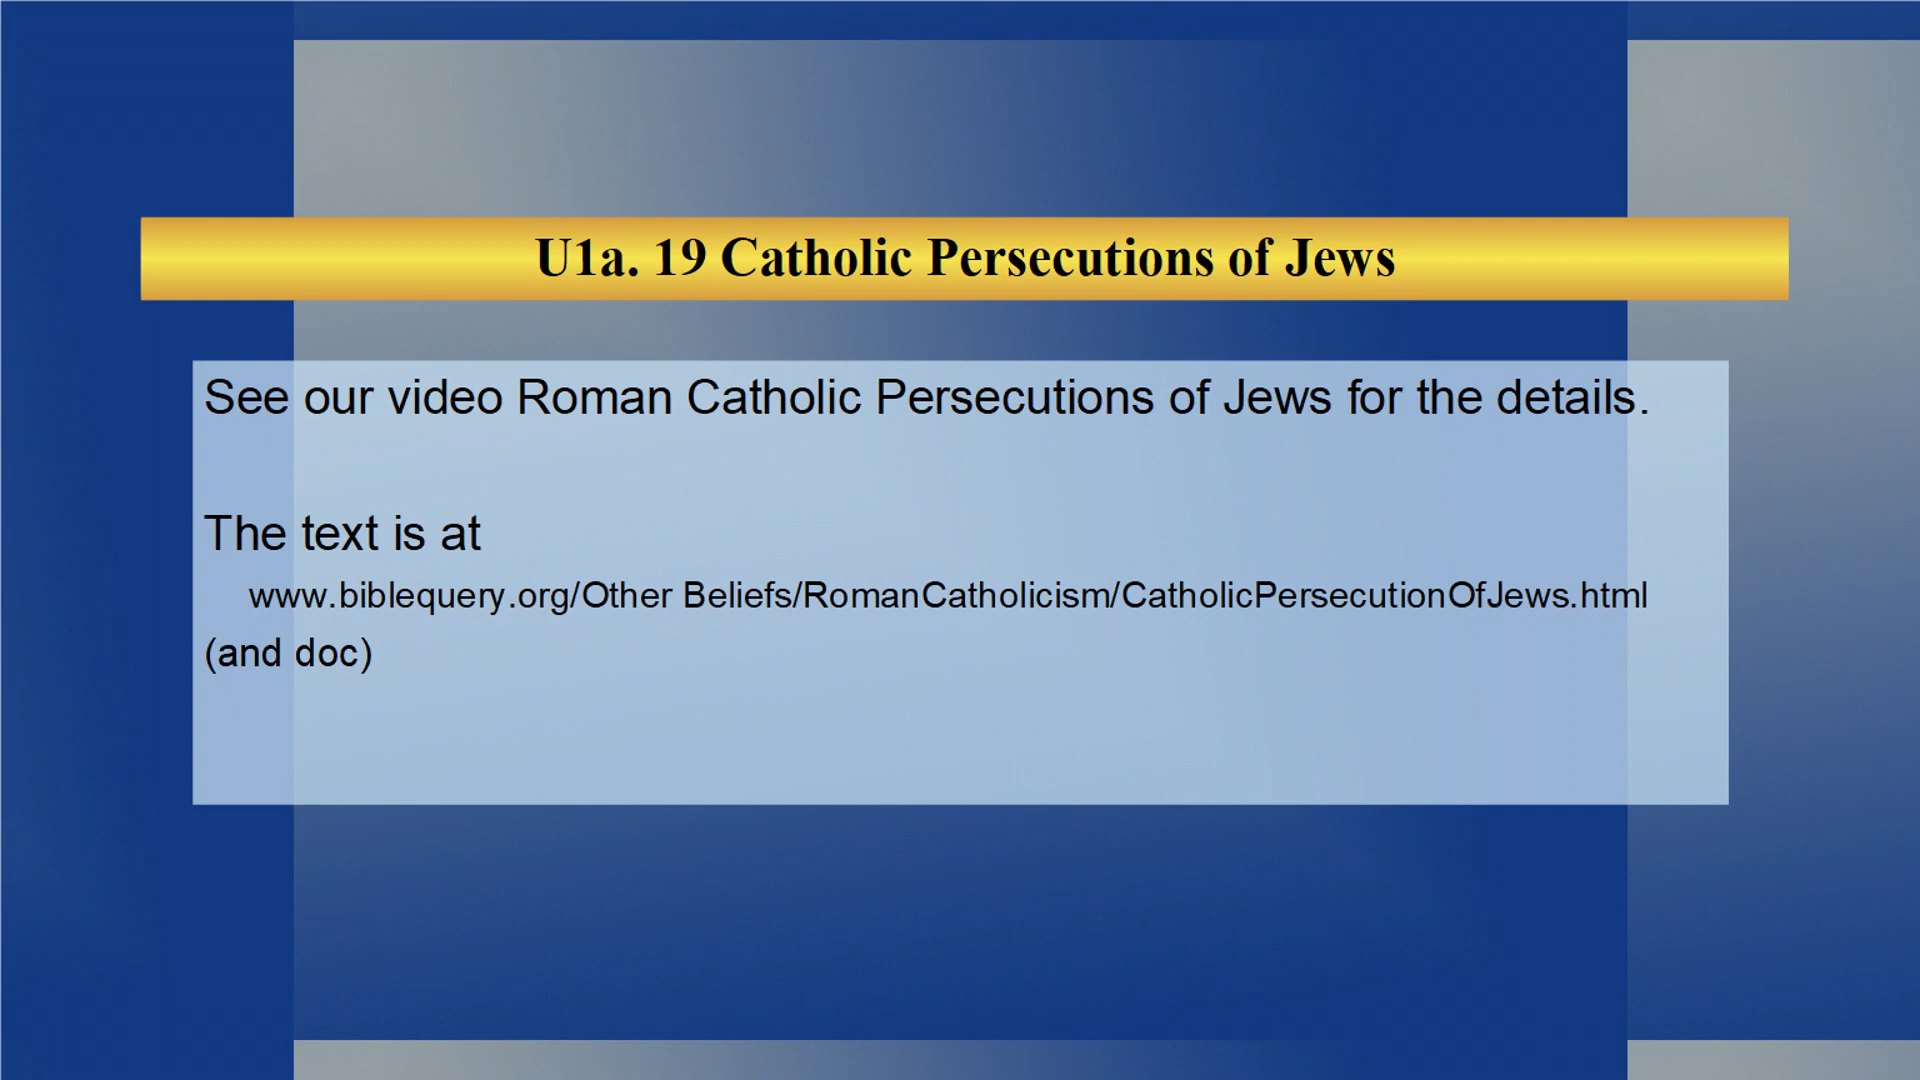 U1a. 19 Catholic Persecutions of Jews
See our video Roman Catholic Persecutions of Jews for the details.
The text is at
www.biblequery.org/Other Beliefs/RomanCatholicism/CatholicPersecutionOfJews.html
(and doc)